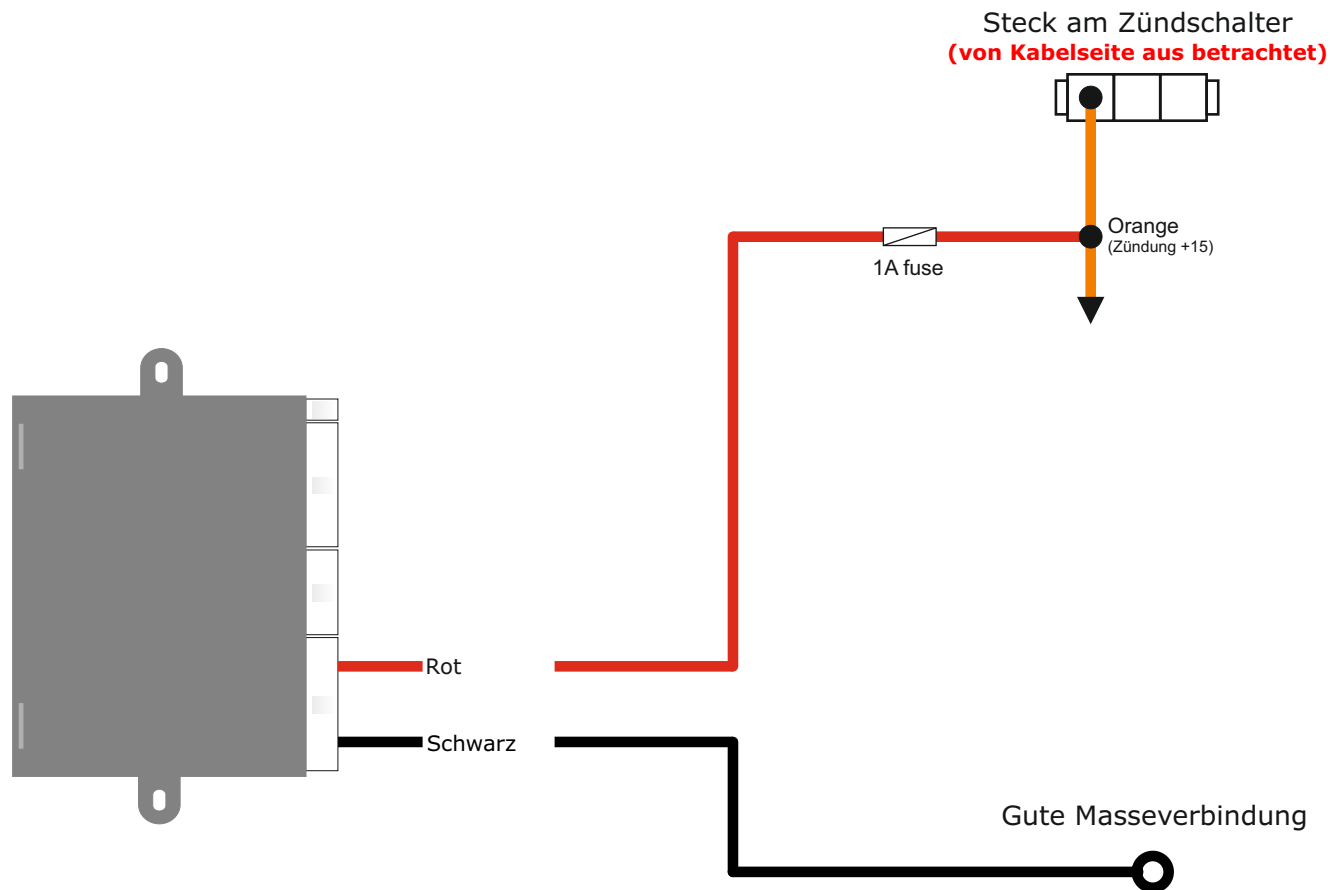 Steck am Zündschalter
(von Kabelseite aus betrachtet)
Orange
(Zündung +15)
1A fuse
Rot
Schwarz
Gute Masseverbindung